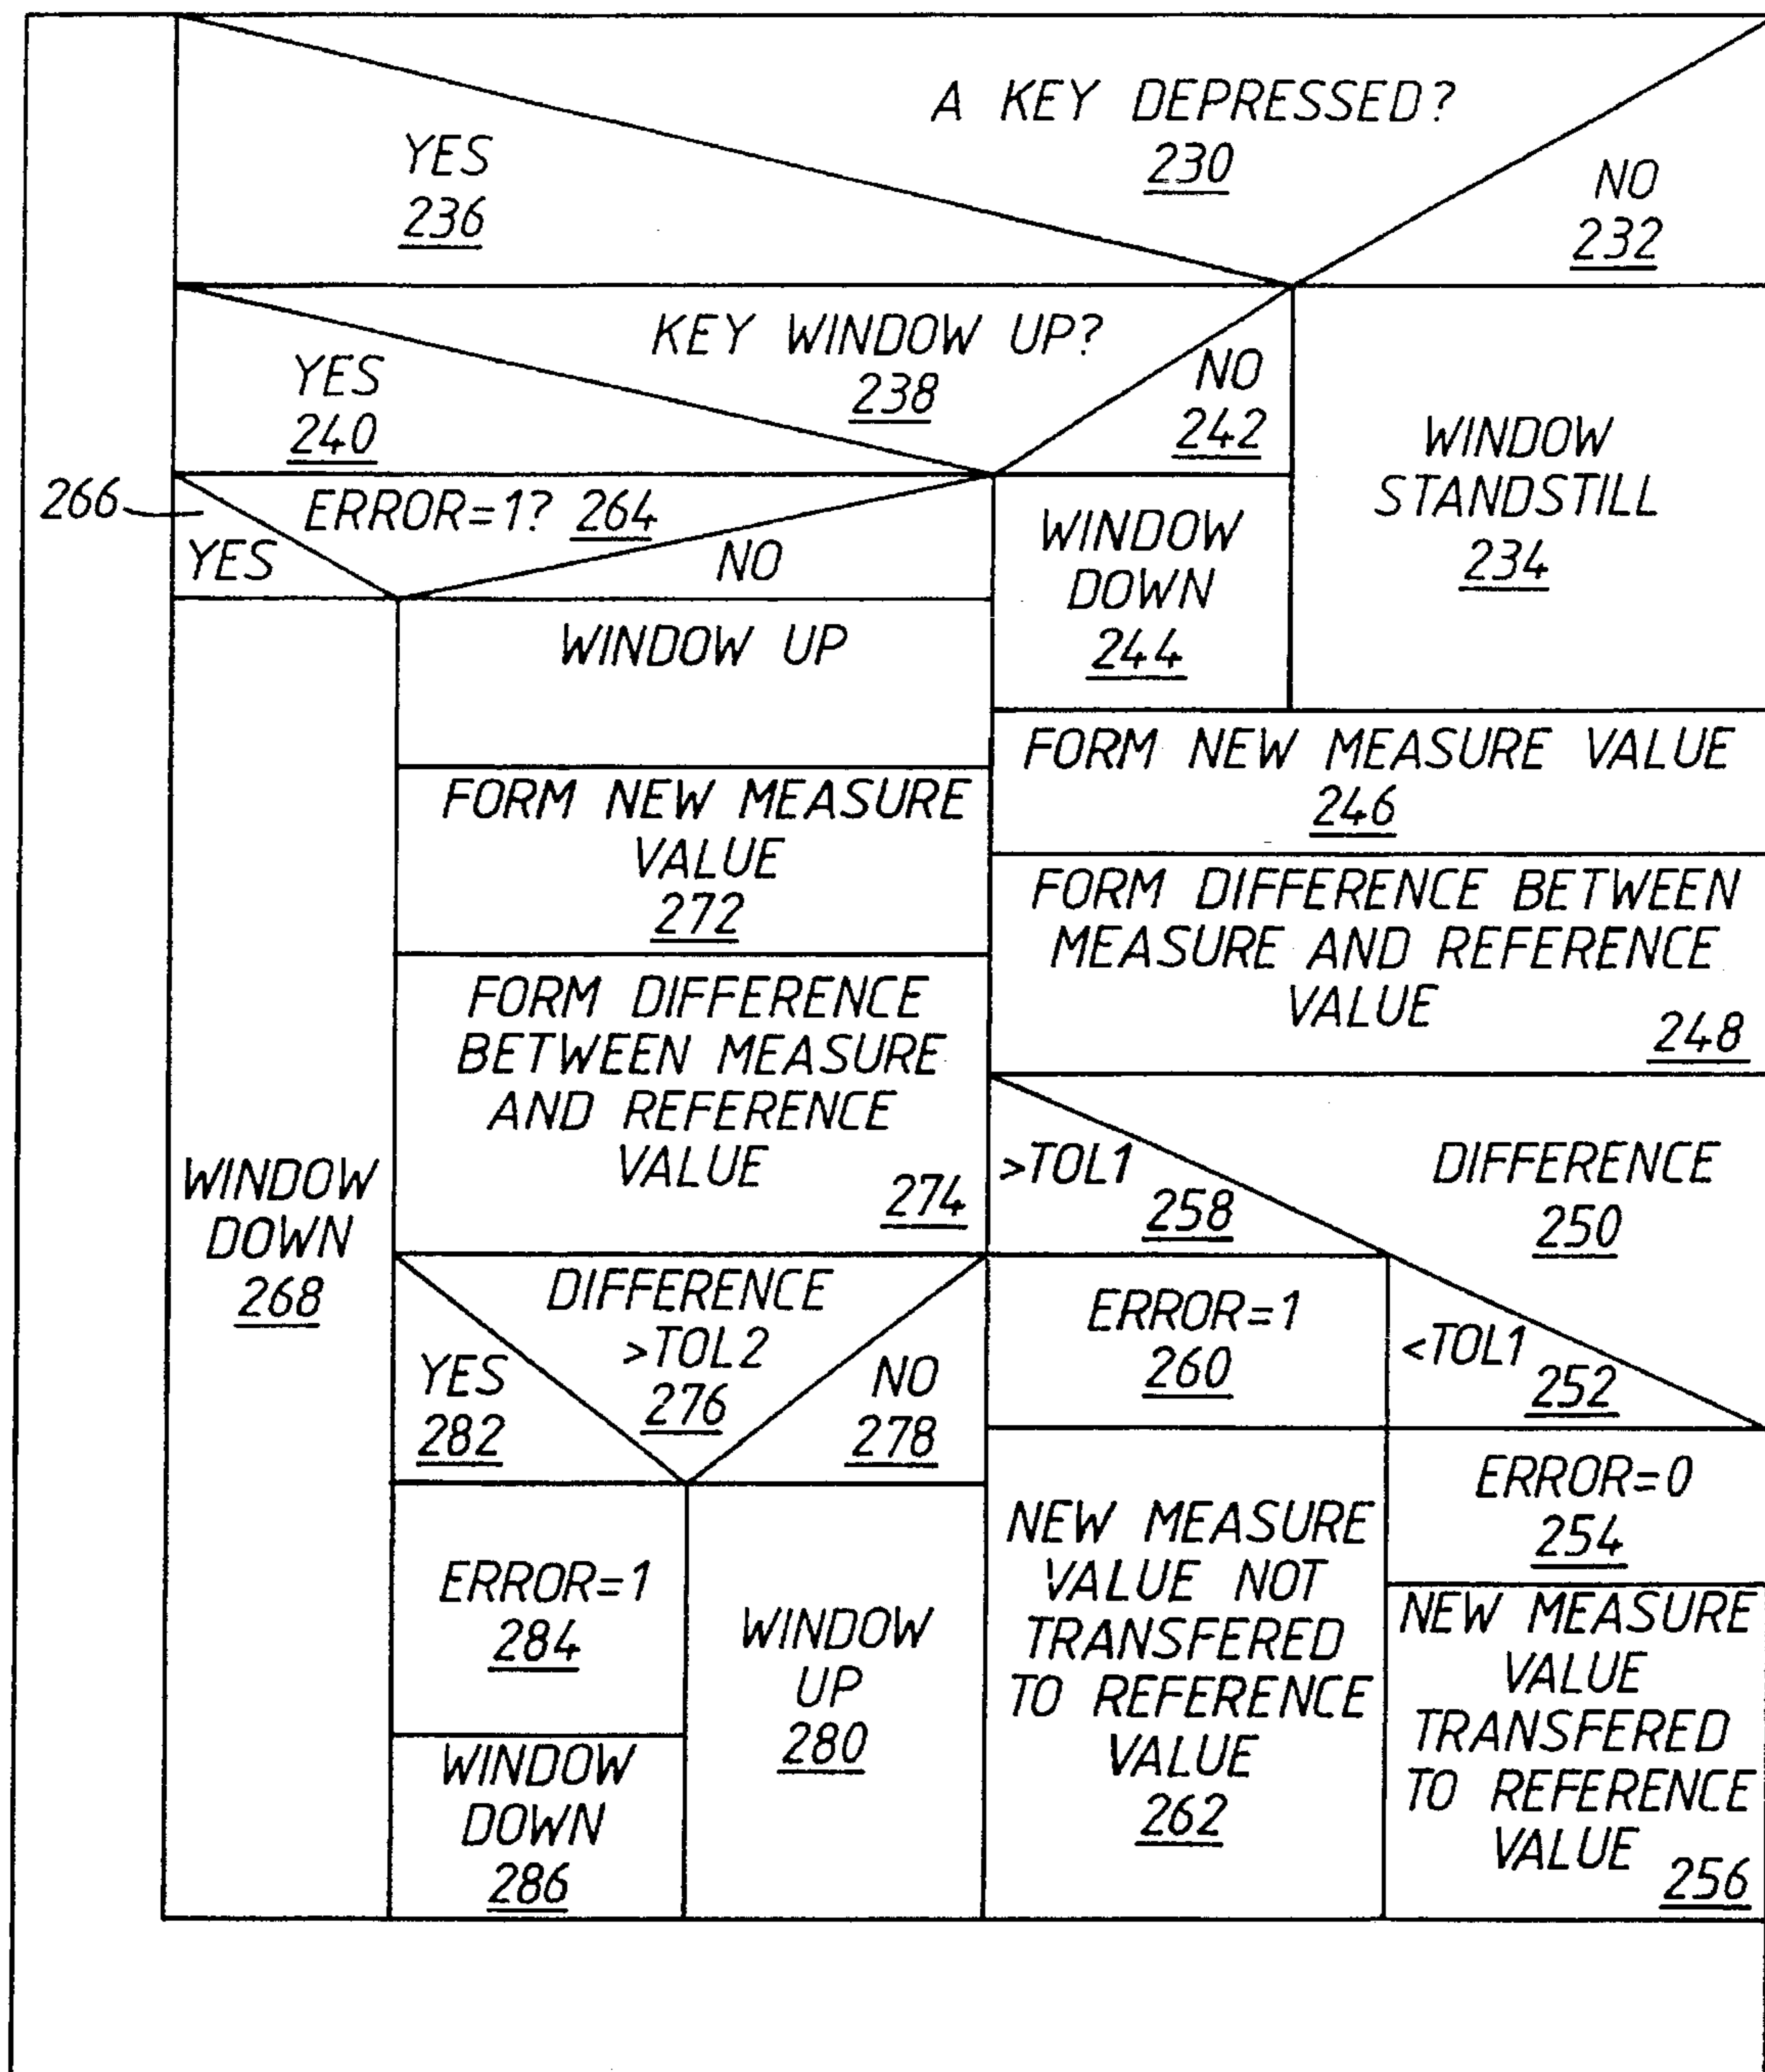 A KEY DEPRESSED?
230
YES
236
NO
232
KEY WINDOW UP?
238
YES
240
NO
242
WINDOW
STANDSTILL
234
266
ERROR=1? 264
YES
NO
WINDOW
DOWN
244
WINDOW UP
FORM NEW MEASURE VALUE
246
FORM NEW MEASURE
VALUE
272
FORM DIFFERENCE BETWEEN
MEASURE AND REFERENCE
VALUE
248
FORM DIFFERENCE
BETWEEN MEASURE
AND REFERENCE
VALUE
274
WINDOW
DOWN
268
>TOL1
258
DIFFERENCE
250
DIFFERENCE
>TOL2
276
YES
282
NO
278
ERROR=1
260
<TOL1
252
ERROR=0
254
ERROR=1
284
WINDOW
UP
280
NEW MEASURE
VALUE NOT
TRANSFERED
TO REFERENCE
VALUE
262
NEW MEASURE
VALUE
TRANSFERED
TO REFERENCE
VALUE
256
WINDOW
DOWN
286